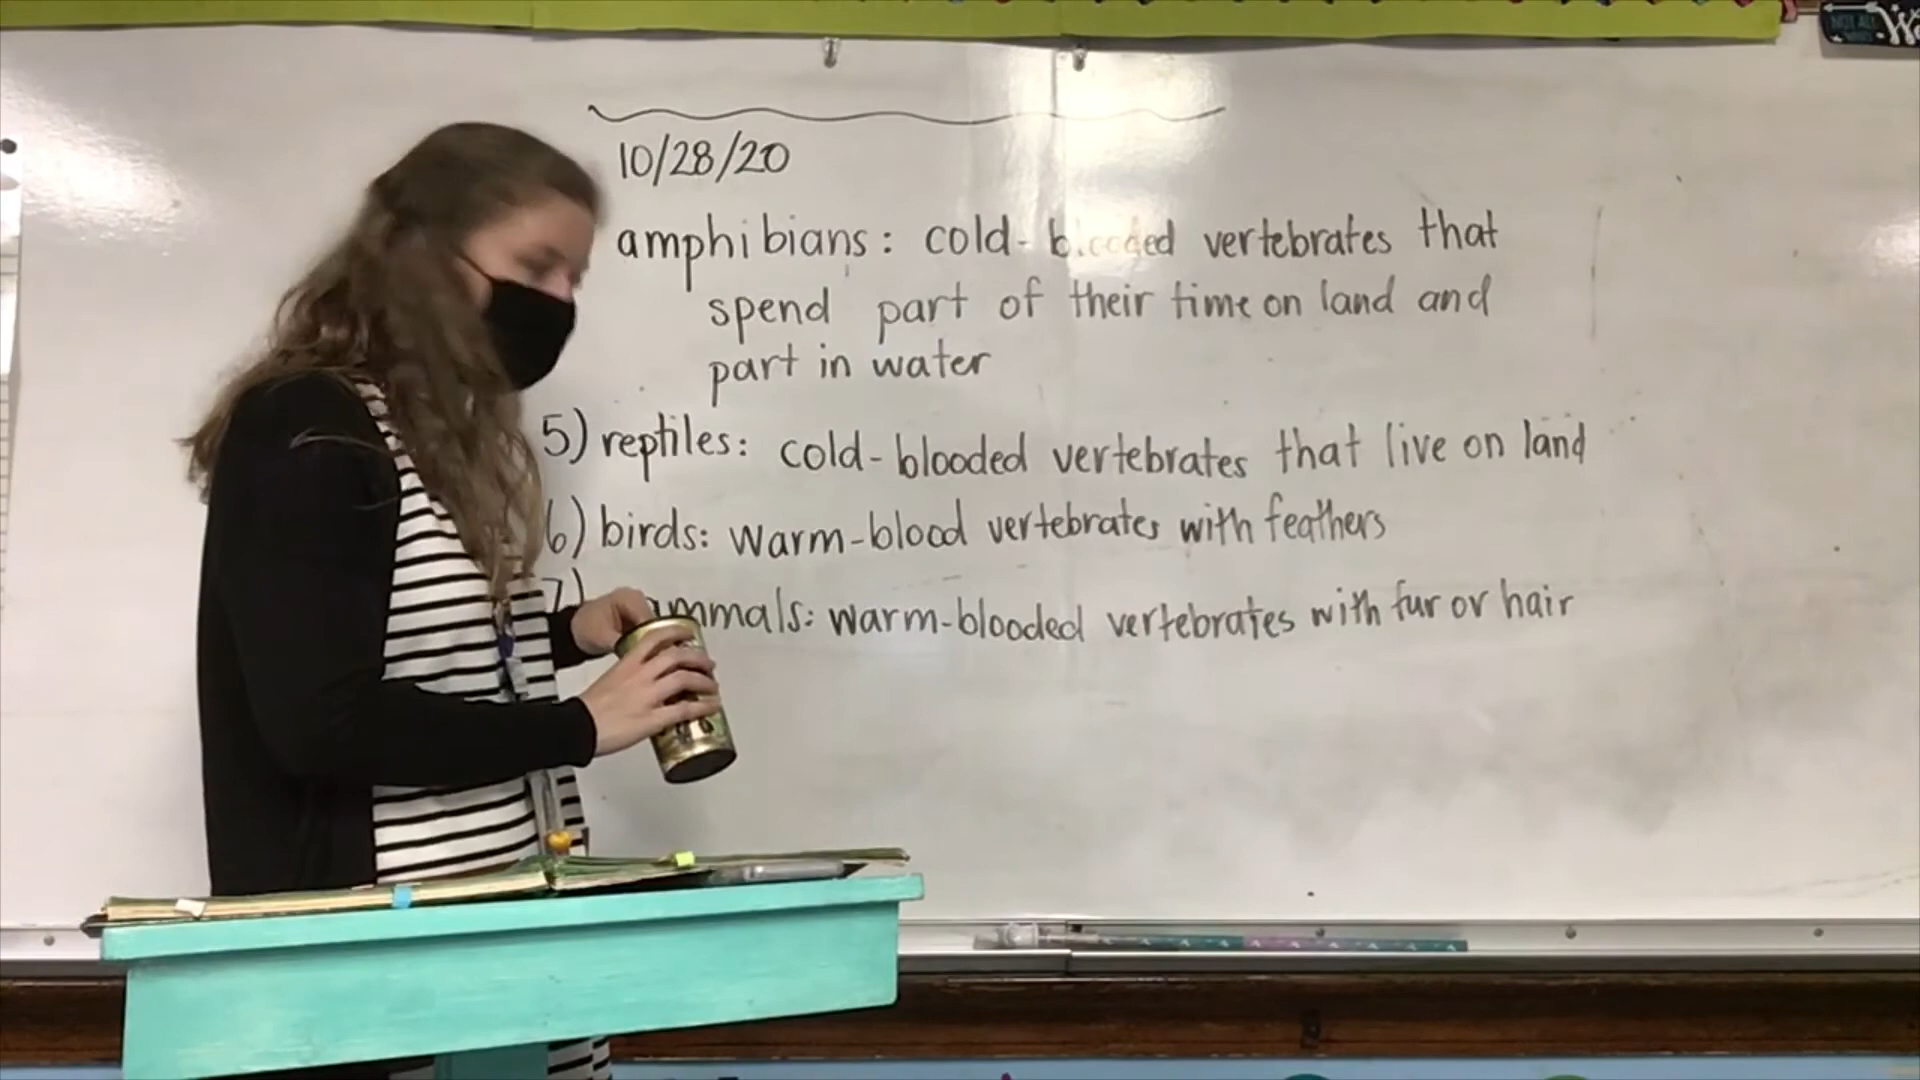 10/28/20
amphibians: cold-blooded vertebrates that
spend part of their time on land and
part in water
5) reptiles: cold-blooded vertebrates that live on land
6) birds: warm-blood vertebrates with feathers
7) mammals: warm-blooded vertebrates with fur or hair